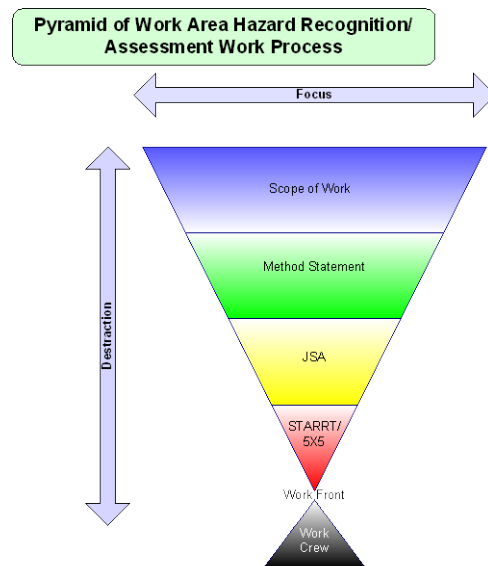 Pyramid of Work Area Hazard Recognition/
Assessment Work Process
Focus
Scope of Work
Method Statement
Destraction
JSA
STARRT/
5X5
Work Front
Work
Crew